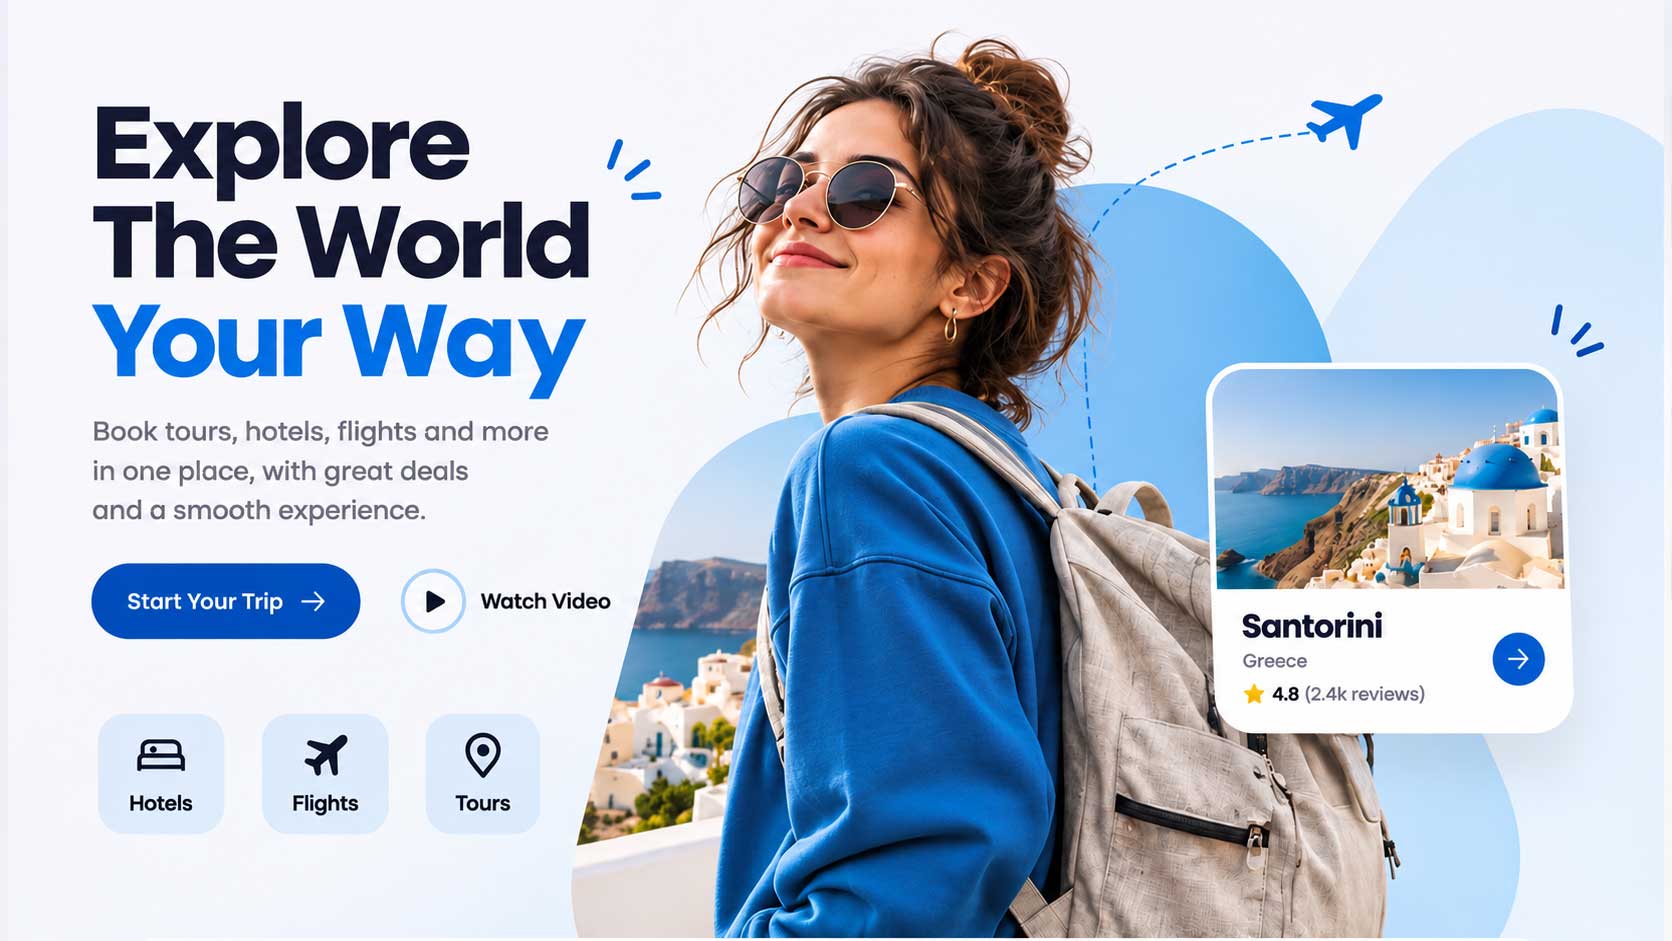 Explore
The World
Your Way
Book tours, hotels, flights and more
in one place, with great deals
and a smooth experience.
Start Your Trip
Watch Video
Hotels
Flights
Tours
Santorini
Greece
4.8 (2.4k reviews)